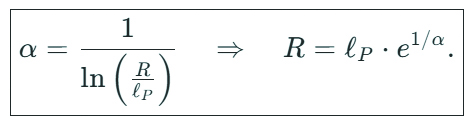 α = 1 / ln(R/ℓ_P) ⇒ R = ℓ_P · e^{1/α}.